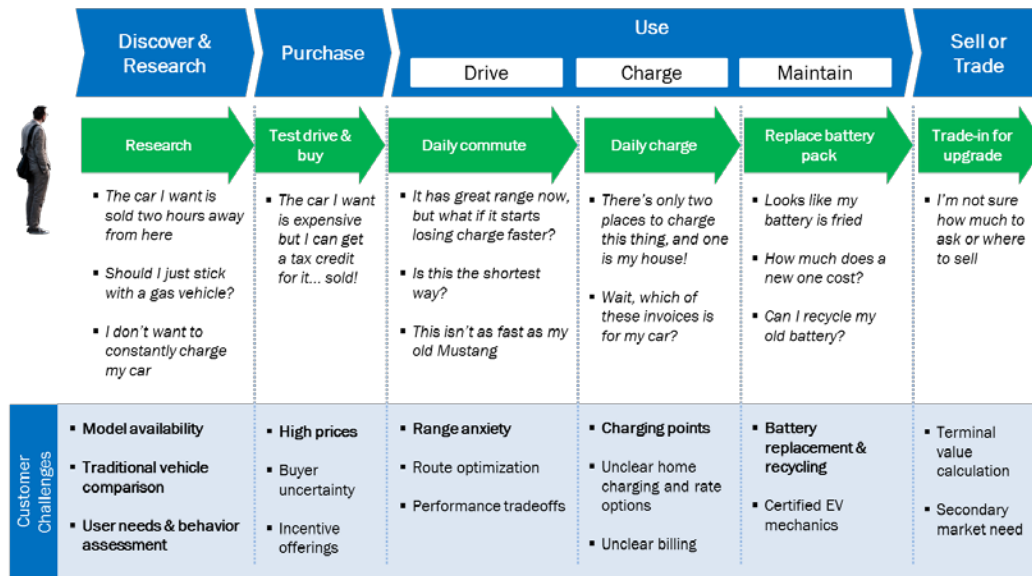 Discover &
Research
Purchase
Use
Drive
Charge
Maintain
Sell or
Trade
Research
Test drive &
buy
Daily commute
Daily charge
Replace battery
pack
Trade-in for
upgrade
▪ The car I want is
sold two hours away
from here
▪ Should I just stick
with a gas vehicle?
▪ I don't want to
constantly charge
my car
▪ The car I want
is expensive
but I can get
a tax credit
for it... sold!
▪ It has great range now,
but what if it starts
losing charge faster?
▪ Is this the shortest
way?
▪ This isn't as fast as my
old Mustang
▪ There's only two
places to charge
this thing, and one
is my house!
▪ Wait, which of
these invoices is
for my car?
▪ Looks like my
battery is fried
▪ How much does a
new one cost?
▪ Can I recycle my
old battery?
▪ I'm not sure
how much to
ask or where
to sell
Customer
Challenges
▪ Model availability
▪ Traditional vehicle
comparison
▪ User needs & behavior
assessment
▪ High prices
▪ Buyer
uncertainty
▪ Incentive
offerings
▪ Range anxiety
▪ Route optimization
▪ Performance tradeoffs
▪ Charging points
▪ Unclear home
charging and rate
options
▪ Unclear billing
▪ Battery
replacement &
recycling
▪ Certified EV
mechanics
▪ Terminal
value
calculation
▪ Secondary
market need